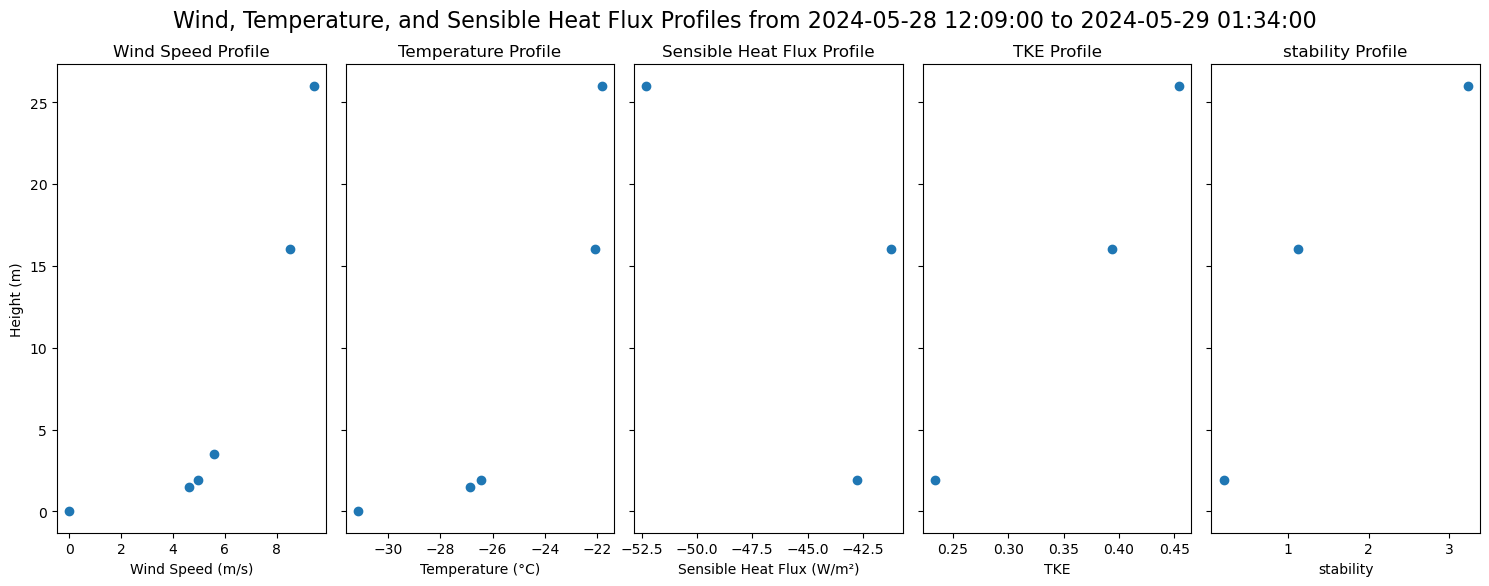 Wind, Temperature, and Sensible Heat Flux Profiles from 2024-05-28 12:09:00 to 2024-05-29 01:34:00
Wind Speed Profile
Temperature Profile
Sensible Heat Flux Profile
TKE Profile
stability Profile
Height (m)
25
20
15
10
5
0
0 2 4 6 8
−30 −28 −26 −24 −22
−52.5 −50.0 −47.5 −45.0 −42.5
0.25 0.30 0.35 0.40 0.45
1 2 3
Wind Speed (m/s)
Temperature (°C)
Sensible Heat Flux (W/m²)
TKE
stability